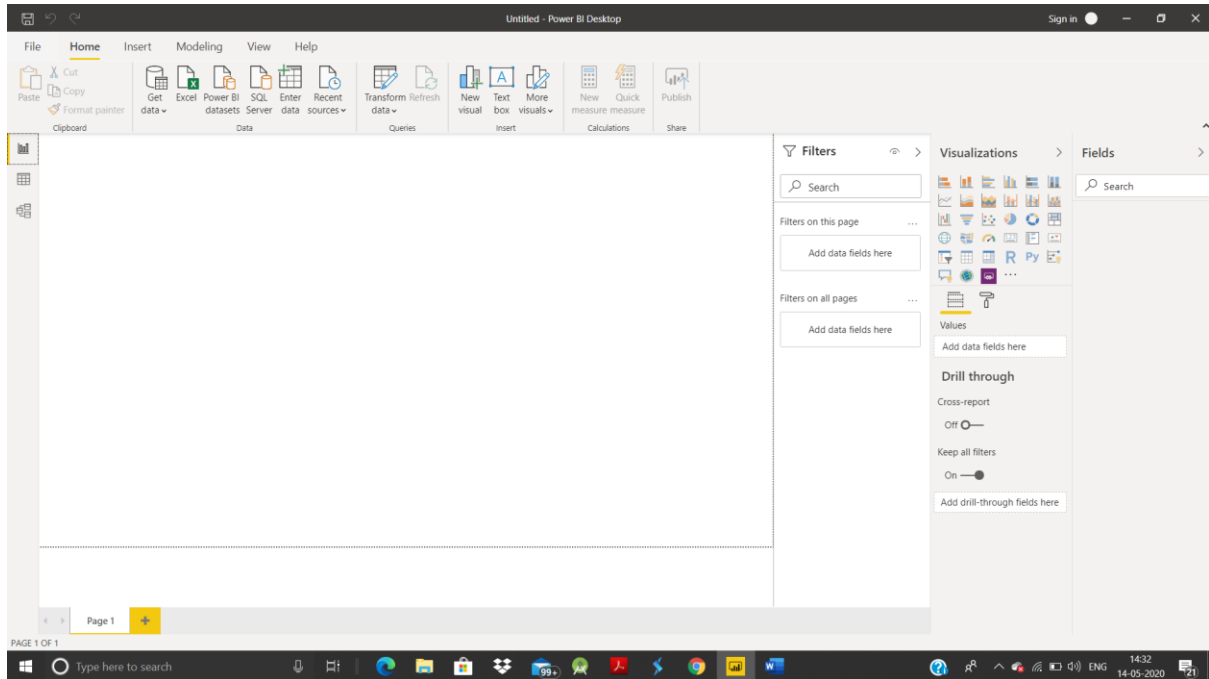 Untitled - Power BI Desktop
Sign in
File Home Insert Modeling View Help
Paste
Cut
Copy
Format painter
Clipboard
Get data
Excel
Power BI datasets
SQL Server
Enter data
Recent sources
Data
Transform data
Refresh
Queries
New visual
Text box
More visuals
Insert
New measure
Quick measure
Calculations
Publish
Share
Filters
Search
Filters on this page ...
Add data fields here
Filters on all pages ...
Add data fields here
Visualizations
R Py
...
Values
Add data fields here
Drill through
Cross-report
Off
Keep all filters
On
Add drill-through fields here
Fields
Search
Page 1
PAGE 1 OF 1
Type here to search
99+
ENG
14:32
14-05-2020
21